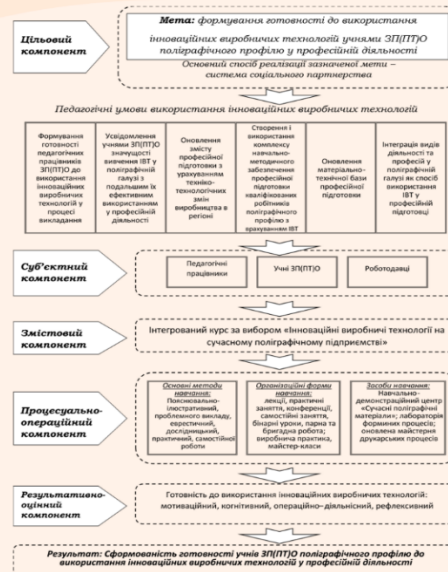 Цільовий
компонент
Мета: формування готовності до використання
інноваційних виробничих технологій учнями ЗП(ПТ)О
поліграфічного профілю у професійній діяльності
Основний спосіб реалізації зазначеної мети –
система соціального партнерства
Педагогічні умови використання інноваційних виробничих технологій
Формування
готовності
педагогічних
працівників
ЗП(ПТ)О до
використання
інноваційних
виробничих
технологій у
процесі
викладання
Усвідомлення
учнями ЗП(ПТ)О
значущості
вивчення ІВТ у
поліграфічній
галузі з
подальшим їх
ефективним
використанням
у професійній
діяльності
Оновлення
змісту
професійної
підготовки з
урахуванням
техніко-
технологічних
змін
виробництва в
регіоні
Створення і
використання
комплексу
навчально-
методичного
забезпечення
професійної
підготовки
кваліфікованих
робітників
поліграфічного
профілю з
врахуванням ІВТ
Оновлення
матеріально-
технічної бази
професійної
підготовки
Інтеграція видів
діяльності та
професій у
поліграфічній
галузі як спосіб
використання
ІВТ у
професійній
підготовці
Суб’єктний
компонент
Педагогічні
працівники
Учні ЗП(ПТ)О
Роботодавці
Змістовий
компонент
Інтегрований курс за вибором «Інноваційні виробничі технології на
сучасному поліграфічному підприємстві»
Процесуально-
операційний
компонент
Основні методи
навчання:
Пояснювально-
ілюстративний,
проблемного викладу,
евристичний,
дослідницький,
практичний, самостійної
роботи
Організаційні форми
навчання:
лекції, практичні
заняття, конференції,
самостійні заняття,
бінарні уроки, парна та
бригадна робота;
виробнича практика,
майстер-класи
Засоби навчання:
Навчально-
демонстраційний центр
«Сучасні поліграфічні
матеріали»; лабораторія
формних процесів;
оновлена майстерня
друкарських процесів
Результативно-
оцінний
компонент
Готовність до використання інноваційних виробничих технологій:
мотиваційний, когнітивний, операційно–діяльнісний, рефлексивний
Результат: Сформованість готовності учнів ЗП(ПТ)О поліграфічного профілю до
використання інноваційних виробничих технологій у професійній діяльності